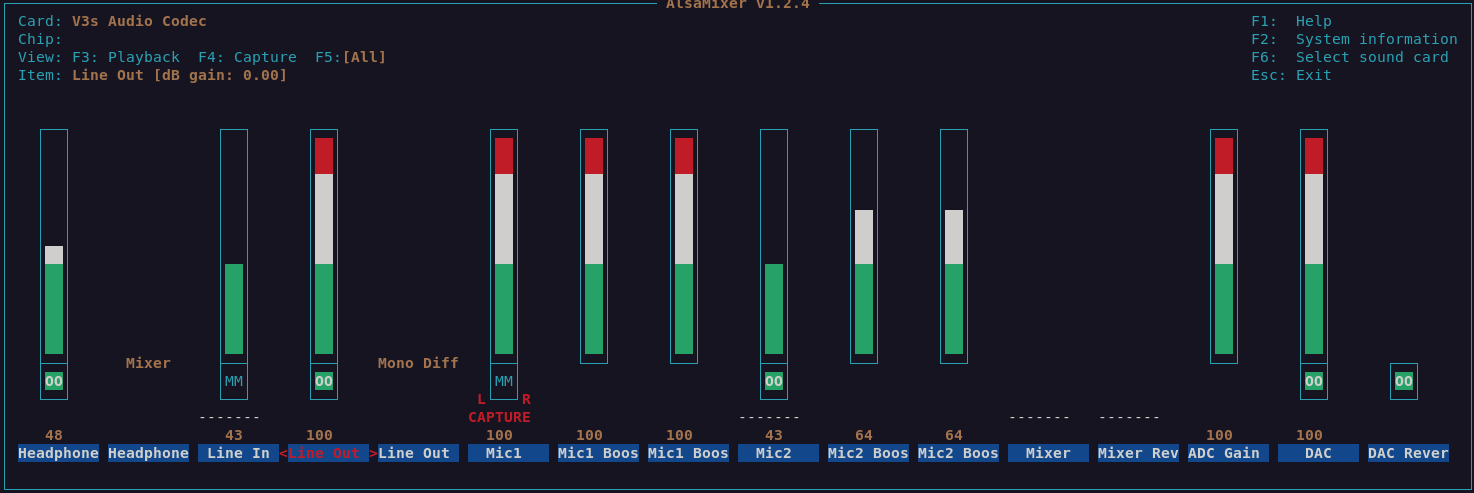 AlsaMixer v1.2.4
Card: V3s Audio Codec F1: Help
Chip: F2: System information
View: F3: Playback F4: Capture F5:[All] F6: Select sound card
Item: Line Out [dB gain: 0.00] Esc: Exit
Mixer Mono Diff
OO MM OO MM OO OO OO
L R
------- CAPTURE ------- ------- -------
48 43 100 100 100 100 43 64 64 100 100
Headphone Headphone Line In <Line Out > Line Out Mic1 Mic1 Boos Mic1 Boos Mic2 Mic2 Boos Mic2 Boos Mixer Mixer Rev ADC Gain DAC DAC Rever